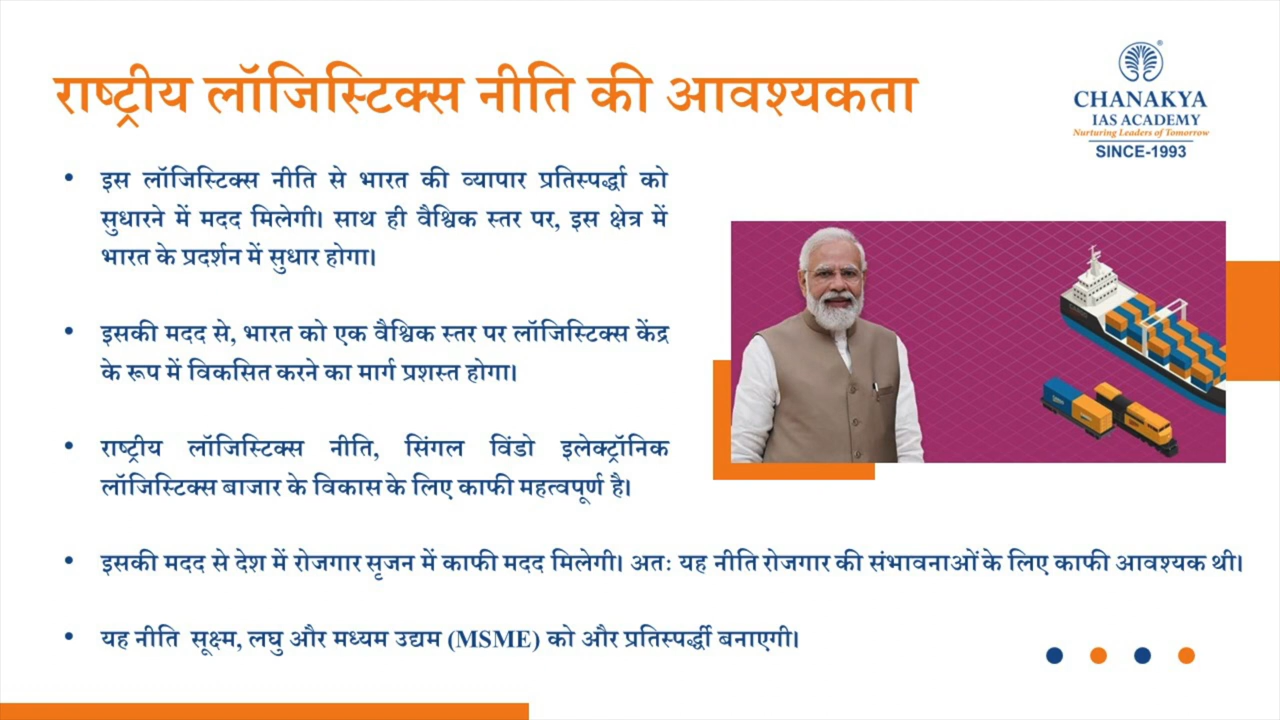 राष्ट्रीय लॉजिस्टिक्स नीति की आवश्यकता
CHANAKYA
IAS ACADEMY
Nurturing Leaders of Tomorrow
SINCE-1993
• इस लॉजिस्टिक्स नीति से भारत की व्यापार प्रतिस्पर्द्धा को
सुधारने में मदद मिलेगी। साथ ही वैश्विक स्तर पर, इस क्षेत्र में
भारत के प्रदर्शन में सुधार होगा।
• इसकी मदद से, भारत को एक वैश्विक स्तर पर लॉजिस्टिक्स केंद्र
के रूप में विकसित करने का मार्ग प्रशस्त होगा।
• राष्ट्रीय लॉजिस्टिक्स नीति, सिंगल विंडो इलेक्ट्रॉनिक
लॉजिस्टिक्स बाजार के विकास के लिए काफी महत्वपूर्ण है।
• इसकी मदद से देश में रोजगार सृजन में काफी मदद मिलेगी। अतः यह नीति रोजगार की संभावनाओं के लिए काफी आवश्यक थी।
• यह नीति सूक्ष्म, लघु और मध्यम उद्यम (MSME) को और प्रतिस्पर्द्धी बनाएगी।